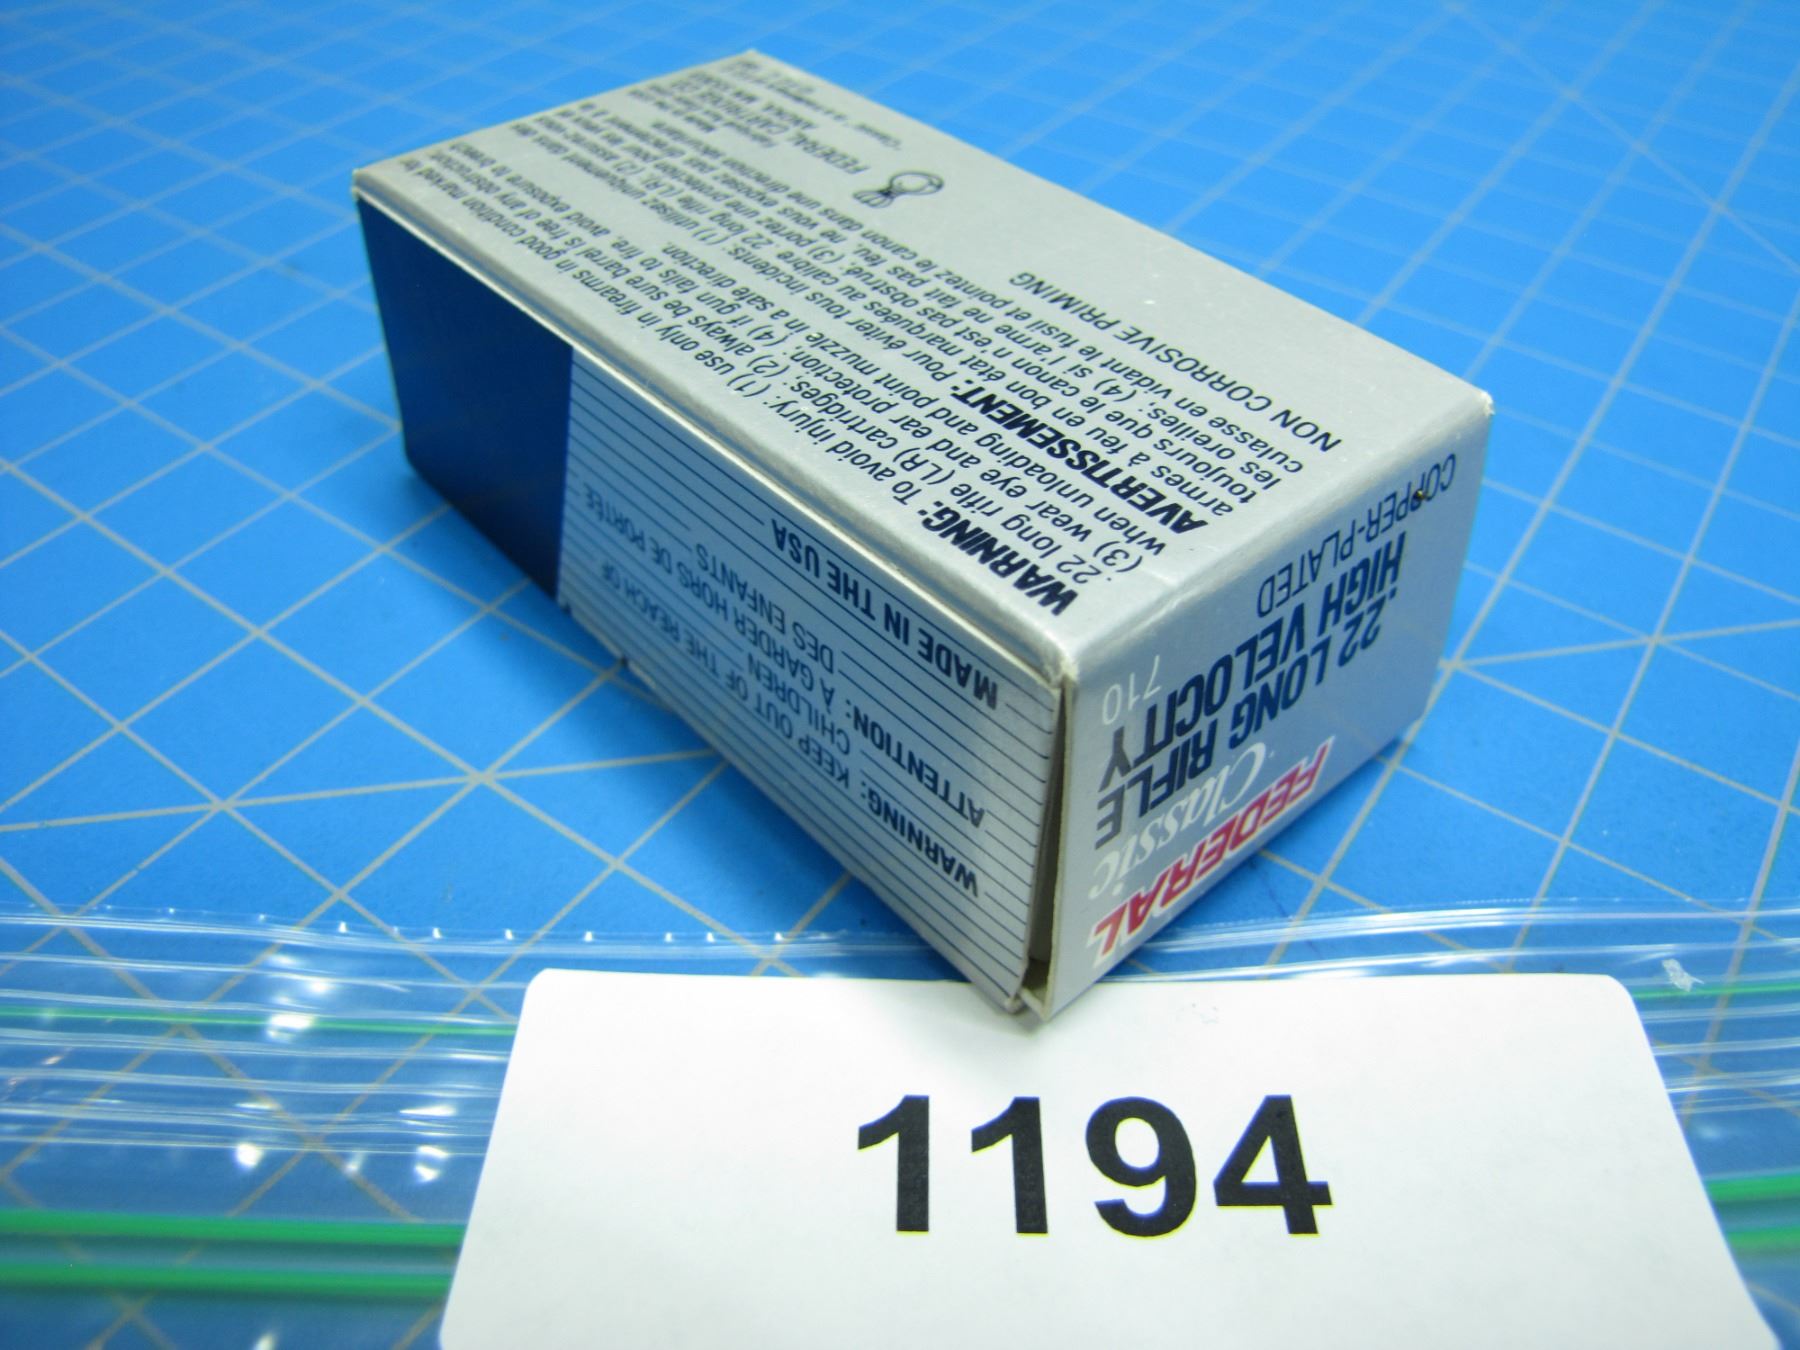 WARNING: To avoid injury: (1) use only in firearms in good condition marked for
.22 long rifle (LR) cartridges; (2) always be sure barrel is free of any obstruction
(3) wear eye and ear protection; (4) if gun fails to fire, avoid exposure to breech
when unloading and point muzzle in a safe direction.
AVERTISSEMENT: Pour éviter tous incidents (1) utilisez uniquement dans des
armes à feu en bon état marquées au calibre .22 long rifle (LR); (2) assurez-vous
toujours que le canon n'est pas obstrué; (3) portez une protection pour les yeux et
les oreilles; (4) si l'arme ne fait pas feu, ne vous exposez pas
culasse en vidant le fusil et pointez le canon dans une direction sécuritaire.
NON CORROSIVE PRIMING
FEDERAL
CARTRIDGE CO.
ANOKA, MN
WARNING: KEEP OUT OF THE REACH OF
CHILDREN
ATTENTION: À GARDER HORS DE PORTÉE
DES ENFANTS
MADE IN THE USA
FEDERAL
Classic
.22 LONG RIFLE
HIGH VELOCITY
710
COPPER-PLATED
1194